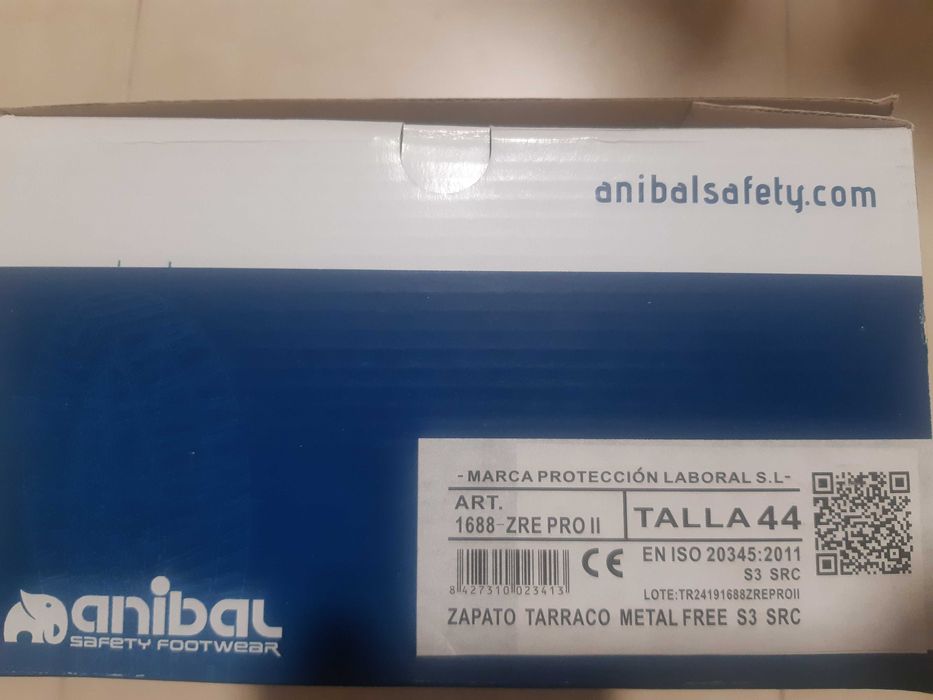 anibalsafety.com
- MARCA PROTECCIÓN LABORAL S.L-
ART.
1688-ZRE PRO II
TALLA 44
CE
EN ISO 20345:2011
S3 SRC
8 427310 023413
LOTE:TR24191688ZREPROII
ZAPATO TARRACO METAL FREE S3 SRC
anibal
SAFETY FOOTWEAR